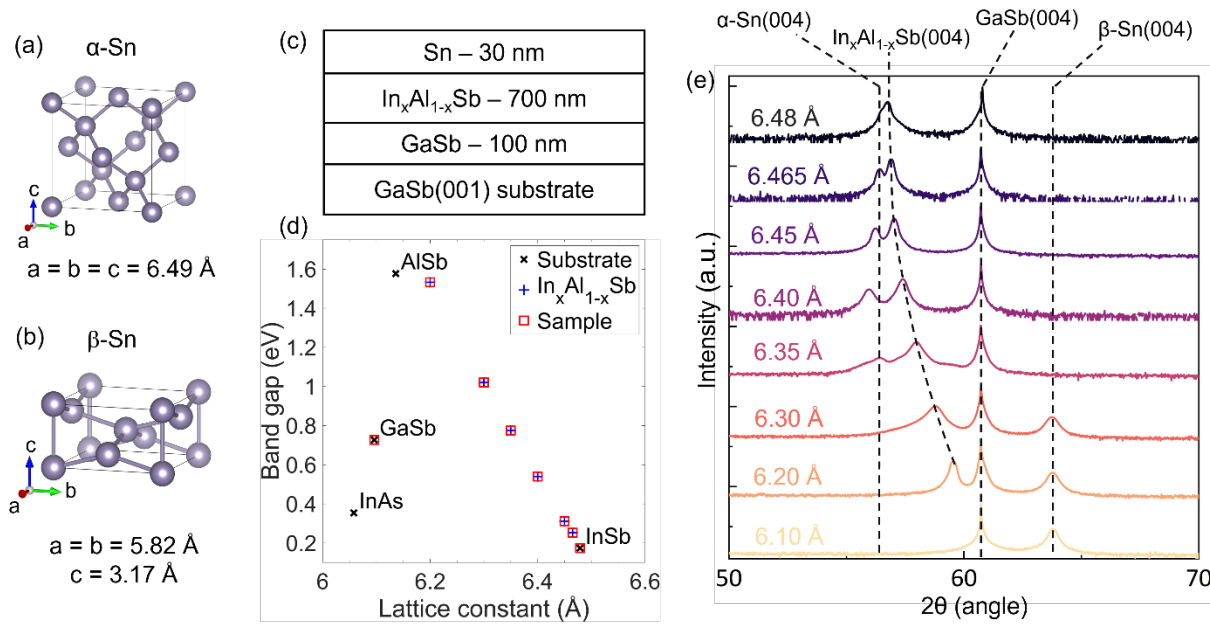 (a)
α-Sn
c
b
a
a = b = c = 6.49 Å
(b)
β-Sn
c
b
a
a = b = 5.82 Å
c = 3.17 Å
(c)
Sn – 30 nm
InₓAl₁₋ₓSb – 700 nm
GaSb – 100 nm
GaSb(001) substrate
(d)
1.6
1.4
1.2
1
0.8
0.6
0.4
0.2
Band gap (eV)
AlSb
GaSb
InAs
InSb
Substrate
InₓAl₁₋ₓSb
Sample
6
6.2
6.4
6.6
Lattice constant (Å)
(e)
α-Sn(004)
InₓAl₁₋ₓSb(004)
GaSb(004)
β-Sn(004)
Intensity (a.u.)
6.48 Å
6.465 Å
6.45 Å
6.40 Å
6.35 Å
6.30 Å
6.20 Å
6.10 Å
50
60
70
2θ (angle)